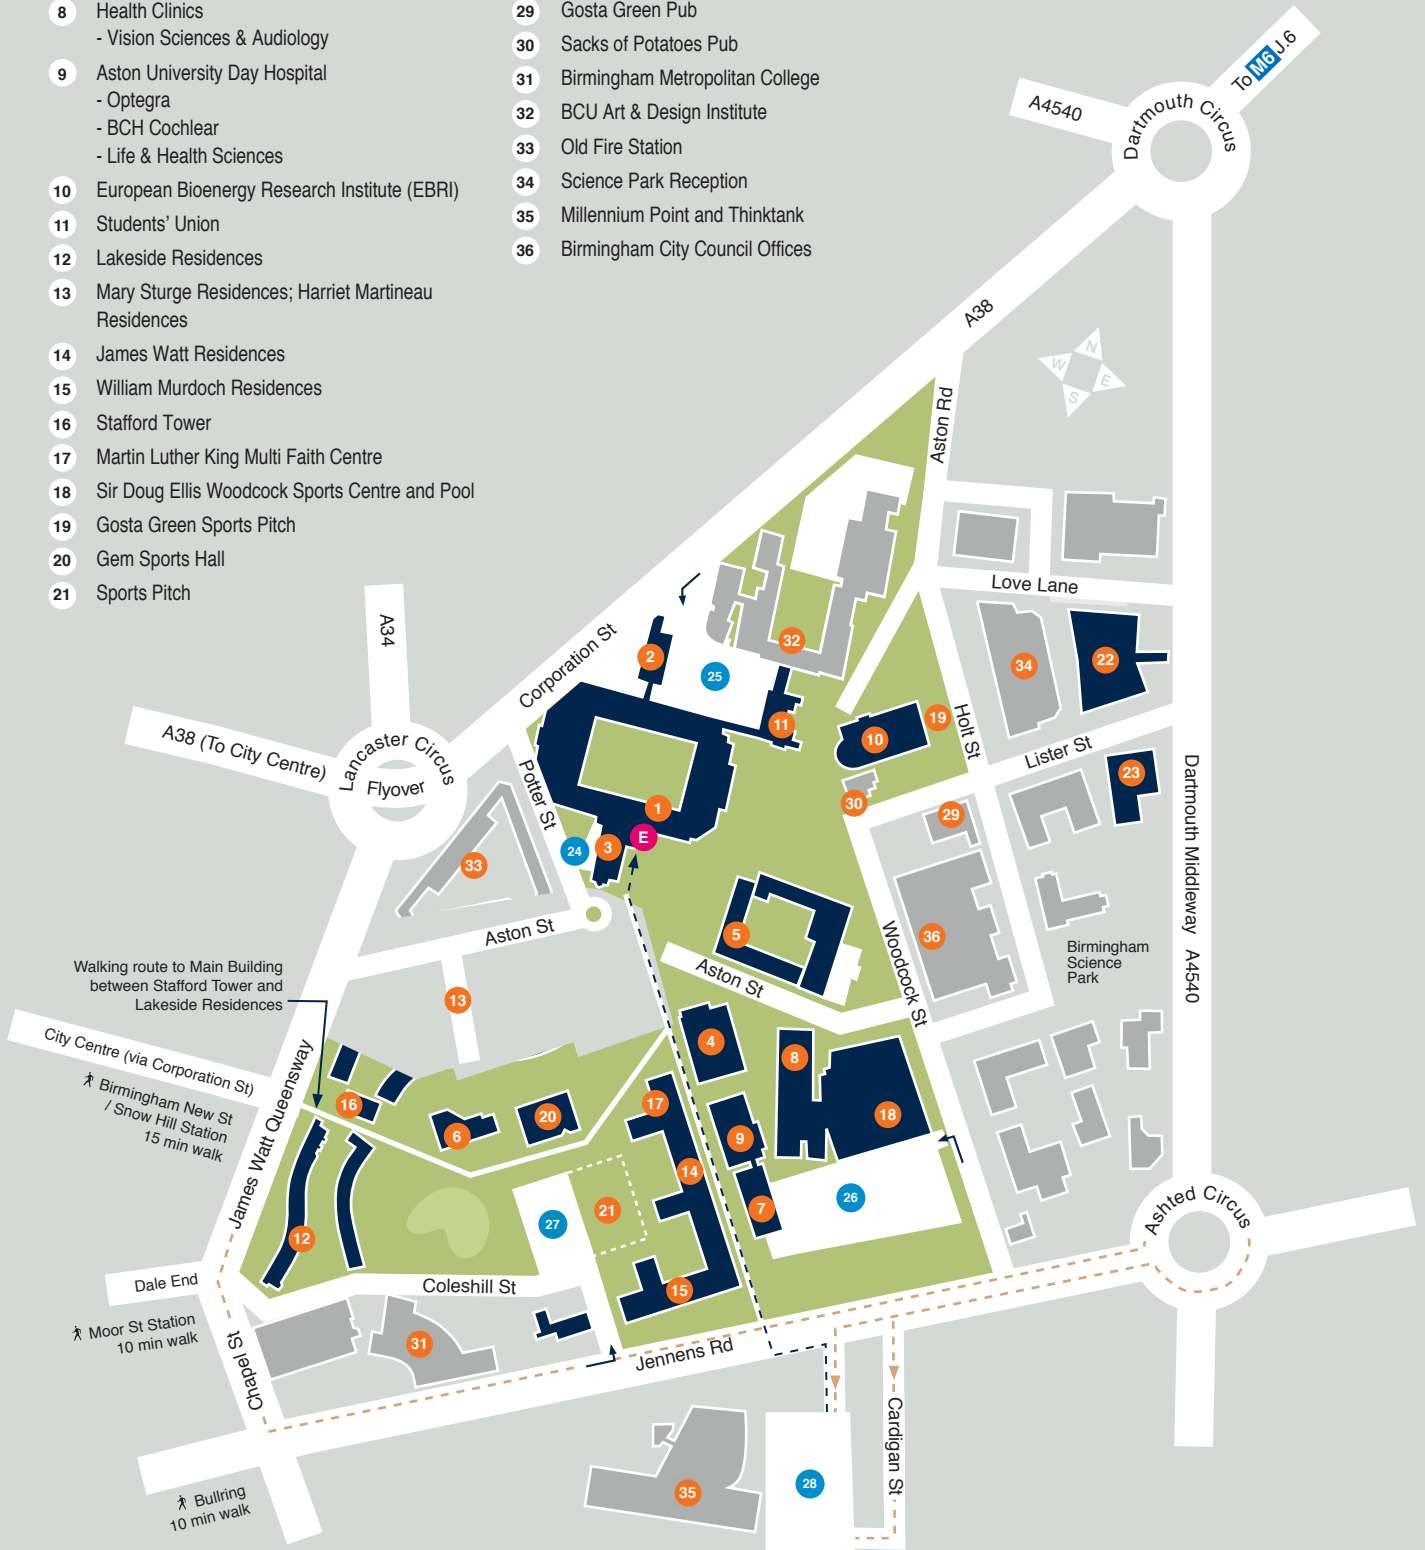 8 Health Clinics
- Vision Sciences & Audiology
9 Aston University Day Hospital
- Optegra
- BCH Cochlear
- Life & Health Sciences
10 European Bioenergy Research Institute (EBRI)
11 Students' Union
12 Lakeside Residences
13 Mary Sturge Residences; Harriet Martineau
Residences
14 James Watt Residences
15 William Murdoch Residences
16 Stafford Tower
17 Martin Luther King Multi Faith Centre
18 Sir Doug Ellis Woodcock Sports Centre and Pool
19 Gosta Green Sports Pitch
20 Gem Sports Hall
21 Sports Pitch
29 Gosta Green Pub
30 Sacks of Potatoes Pub
31 Birmingham Metropolitan College
32 BCU Art & Design Institute
33 Old Fire Station
34 Science Park Reception
35 Millennium Point and Thinktank
36 Birmingham City Council Offices
To M6 J.6
A4540
Dartmouth Circus
A38
N
W
E
S
Aston Rd
Love Lane
A34
Corporation St
2
32
25
34
22
11
19
10
Holt St
A38 (To City Centre)
Lancaster Circus
Flyover
Potter St
Lister St
23
1
30
29
E
24
3
33
Dartmouth Middleway A4540
Aston St
5
36
Woodcock St
Birmingham
Science
Park
Aston St
Walking route to Main Building
between Stafford Tower and
Lakeside Residences
13
City Centre (via Corporation St)
Birmingham New St
/ Snow Hill Station
15 min walk
James Watt Queensway
4
8
16
20
17
18
6
9
14
26
7
21
27
12
Ashted Circus
Dale End
Coleshill St
15
Moor St Station
10 min walk
31
Chapel St
Jennens Rd
Cardigan St
35
28
Bullring
10 min walk